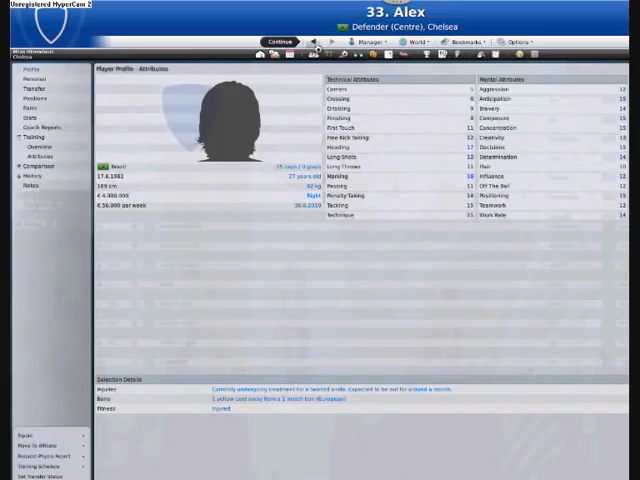 Unregistered HyperCam 2
33. Alex
Defender (Centre), Chelsea
Continue
Manager
World
Bookmarks
Options
Chelsea
Profile
Personal
Transfer
Positions
Form
Stats
Coach Reports
Training
Overview
Attributes
Comparison
History
Notes
Player Profile - Attributes
Brazil 25 caps / 0 goals
17.6.1982 27 years old
189 cm 92 kg
€ 4.000.000 Right
€ 56.000 per week 30.6.2010
Technical Attributes
Corners 5
Crossing 6
Dribbling 9
Finishing 8
First Touch 11
Free Kick Taking 12
Heading 17
Long Shots 12
Long Throws 11
Marking 16
Passing 11
Penalty Taking 14
Tackling 15
Technique 11
Mental Attributes
Aggression 12
Anticipation 15
Bravery 14
Composure 15
Concentration 15
Creativity 13
Decisions 15
Determination 14
Flair 10
Influence 12
Off The Ball 12
Positioning 15
Teamwork 12
Work Rate 14
Selection Details
Injuries Currently undergoing treatment for a twisted ankle. Expected to be out for around a month.
Bans 1 yellow card away from a 1 match ban (European)
Fitness Injured
Squad
Move To Affiliate
Request Physio Report
Training Schedule
Set Transfer Status